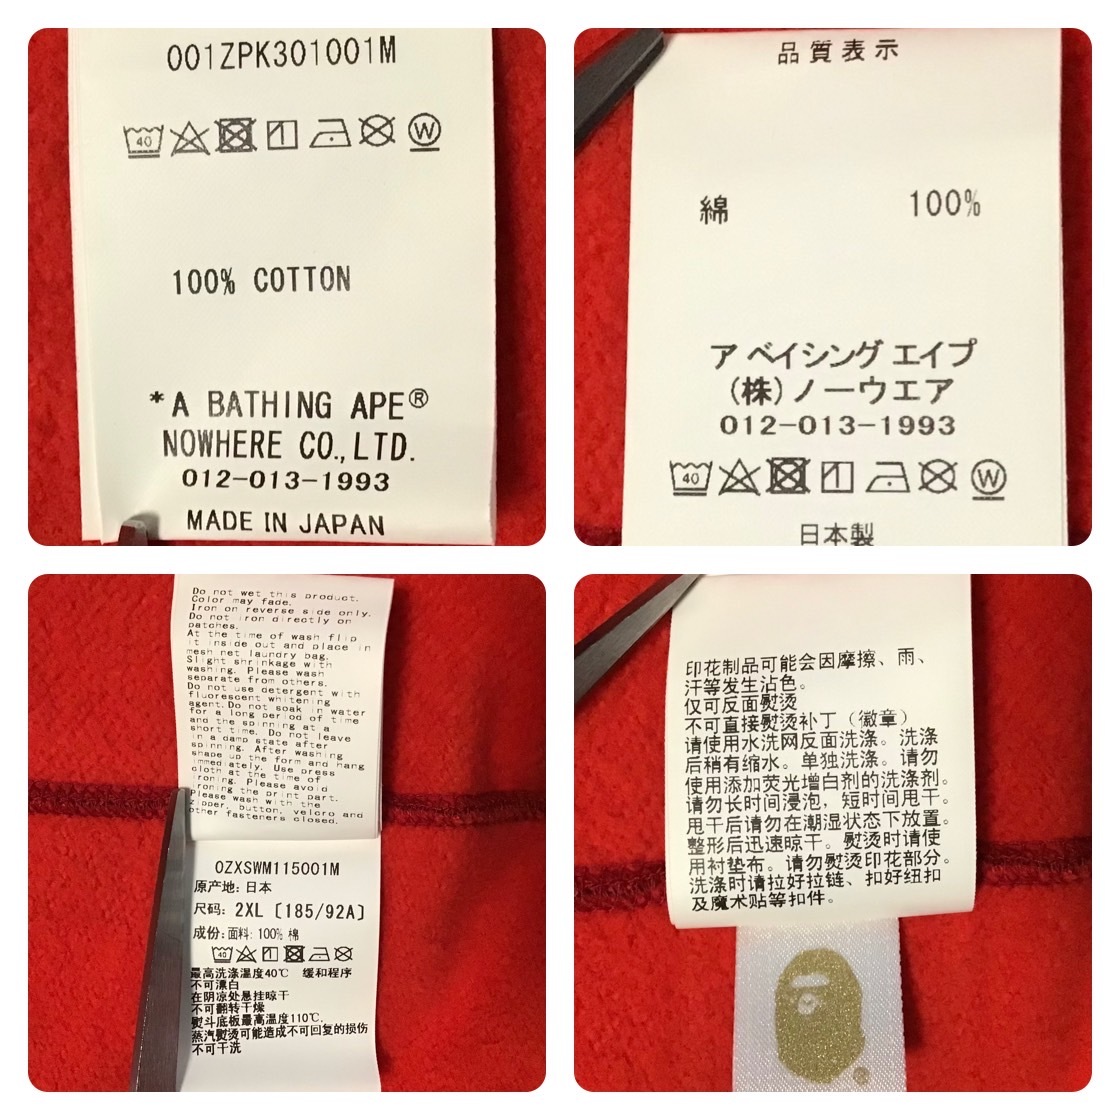 001ZPK301001M
40
W
100% COTTON
*A BATHING APE®
NOWHERE CO.,LTD.
012-013-1993
MADE IN JAPAN
品質表示
綿 100%
ア ベイシング エイプ
(株)ノーウエア
012-013-1993
40
W
日本製
Do not wet this product.
Color may fade.
Iron on reverse side only.
Do not iron directly on
patches.
At the time of wash flip
it inside out and place in
mesh net laundry bag.
Slight shrinkage with
washing. Please wash
separate from others.
Do not use detergent with
fluorescent whitening
agent.Do not soak in water
for a long period of time
and the spinning at a
short time. Do not leave
in a damp state after
spinning. After washing
shape up the form and hang
immediately. Use press
cloth at the time of
ironing. Please avoid
ironing the print part.
Please wash with the
zipper, button, velcro and
other fasteners closed.
OZXSWM115001M
原产地: 日本
尺码: 2XL [185/92A]
成份: 面料: 100% 棉
40
最高洗涤温度40℃ 缓和程序
不可漂白
在阴凉处悬挂晾干
不可翻转干燥
熨斗底板最高温度110℃.
蒸汽熨烫可能造成不可回复的损伤
不可干洗
印花制品可能会因摩擦、雨、
汗等发生沾色。
仅可反面熨烫
不可直接熨烫补丁（徽章）
请使用水洗网反面洗涤。洗涤
后稍有缩水。单独洗涤。请勿
使用添加荧光增白剂的洗涤剂。
请勿长时间浸泡，短时间甩干。
甩干后请勿在潮湿状态下放置。
整形后迅速晾干。熨烫时请使
用衬垫布。请勿熨烫印花部分。
洗涤时请拉好拉链、扣好纽扣
及魔术贴等扣件。
®